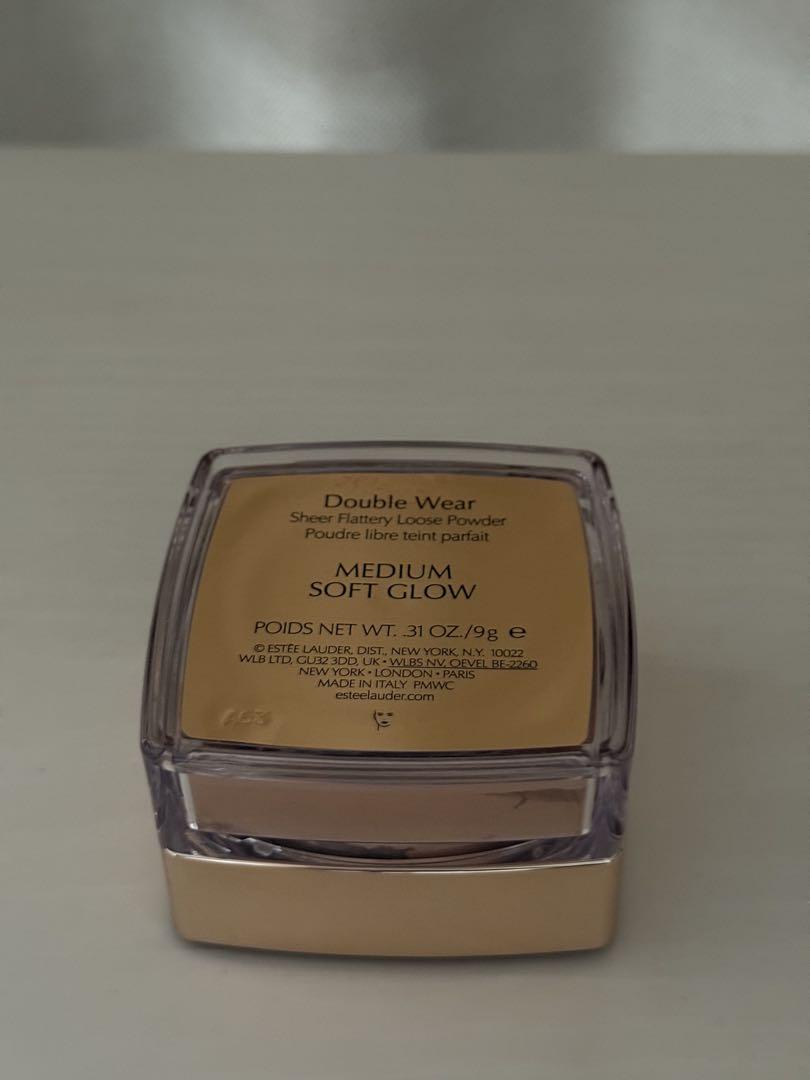 Double Wear
Sheer Flattery Loose Powder
Poudre libre teint parfait
MEDIUM
SOFT GLOW
POIDS NET WT. .31 OZ./9g ℮
© ESTĒE LAUDER, DIST., NEW YORK, N.Y. 10022
WLB LTD, GU32 3DD, UK • WLBS NV, OEVEL BE-2260
NEW YORK • LONDON • PARIS
MADE IN ITALY PMWC
esteelauder.com